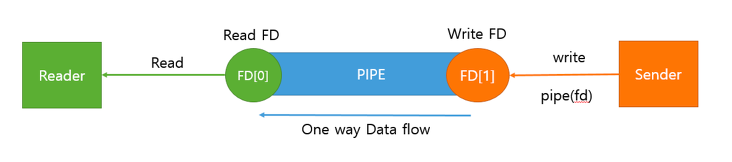 Read FD
Write FD
Reader
Read
FD[0]
PIPE
FD[1]
write
pipe(fd)
Sender
One way Data flow